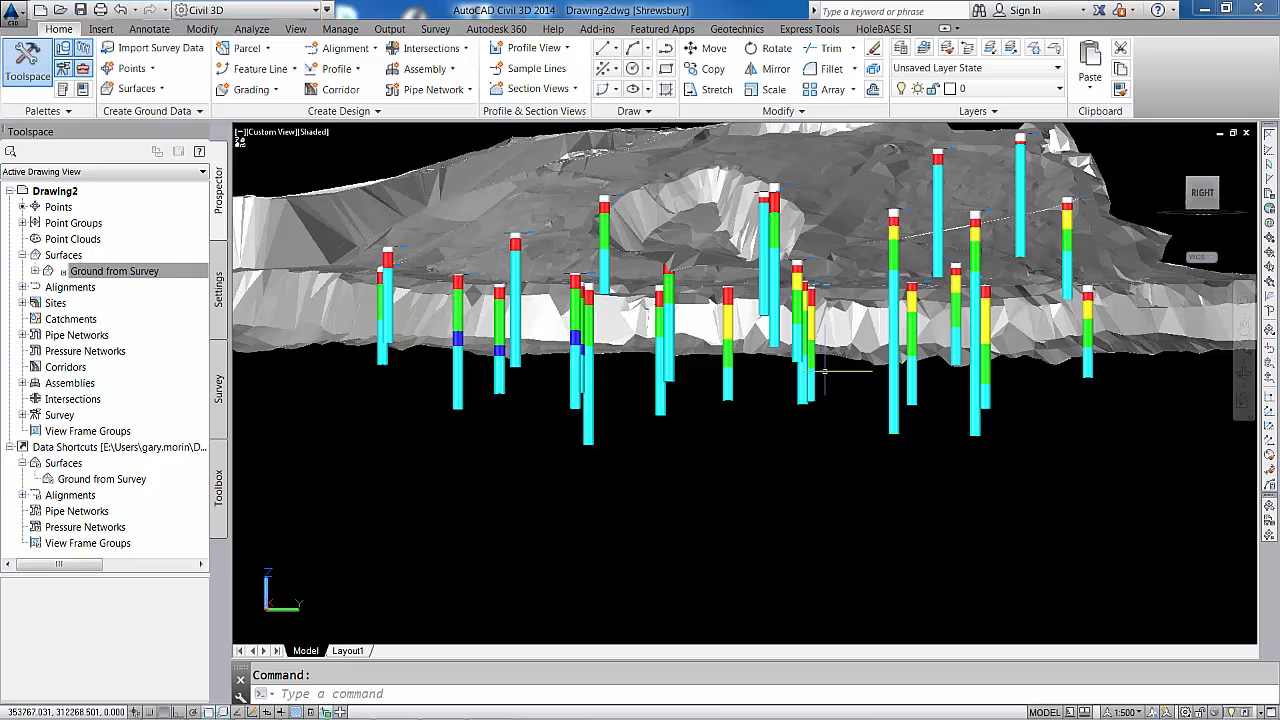 Civil 3D
AutoCAD Civil 3D 2014 Drawing2.dwg [Shrewsbury]
Type a keyword or phrase
Sign In
Home Insert Annotate Modify Analyze View Manage Output Survey Autodesk 360 Help Add-ins Featured Apps Geotechnics Express Tools HoleBASE SI
Toolspace
Import Survey Data
Points
Surfaces
Parcel
Feature Line
Grading
Alignment
Profile
Corridor
Intersections
Assembly
Pipe Network
Profile View
Sample Lines
Section Views
Move
Copy
Stretch
Rotate
Mirror
Scale
Trim
Fillet
Array
Unsaved Layer State
0
Paste
Palettes
Create Ground Data
Create Design
Profile & Section Views
Draw
Modify
Layers
Clipboard
Toolspace
Active Drawing View
Drawing2
Points
Point Groups
Point Clouds
Surfaces
Ground from Survey
Alignments
Sites
Catchments
Pipe Networks
Pressure Networks
Corridors
Assemblies
Intersections
Survey
View Frame Groups
Data Shortcuts [E:\Users\gary.morin\D...
Surfaces
Ground from Survey
Alignments
Pipe Networks
Pressure Networks
View Frame Groups
Prospector
Settings
Survey
Toolbox
[−][Custom View][Shaded]
RIGHT
WCS
Z
X
Y
Model
Layout1
Command:
Type a command
353767.031, 312268.501, 0.000
MODEL
1:500